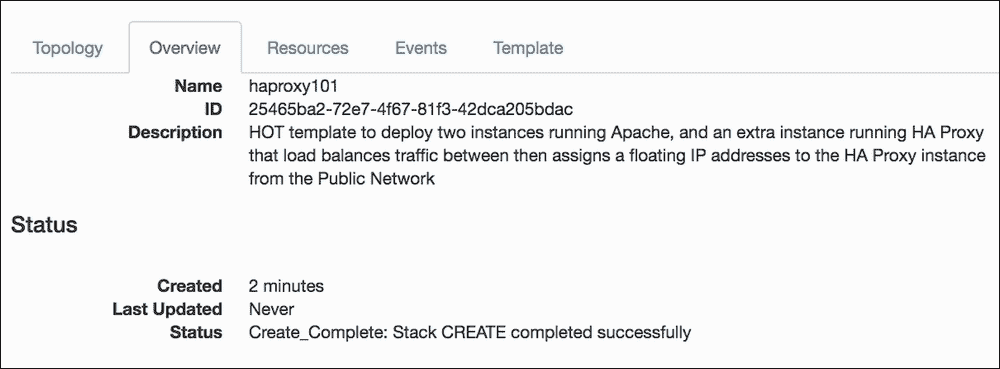 Topology Overview Resources Events Template
Name haproxy101
ID 25465ba2-72e7-4f67-81f3-42dca205bdac
Description HOT template to deploy two instances running Apache, and an extra instance running HA Proxy
that load balances traffic between then assigns a floating IP addresses to the HA Proxy instance
from the Public Network
Status
Created 2 minutes
Last Updated Never
Status Create_Complete: Stack CREATE completed successfully